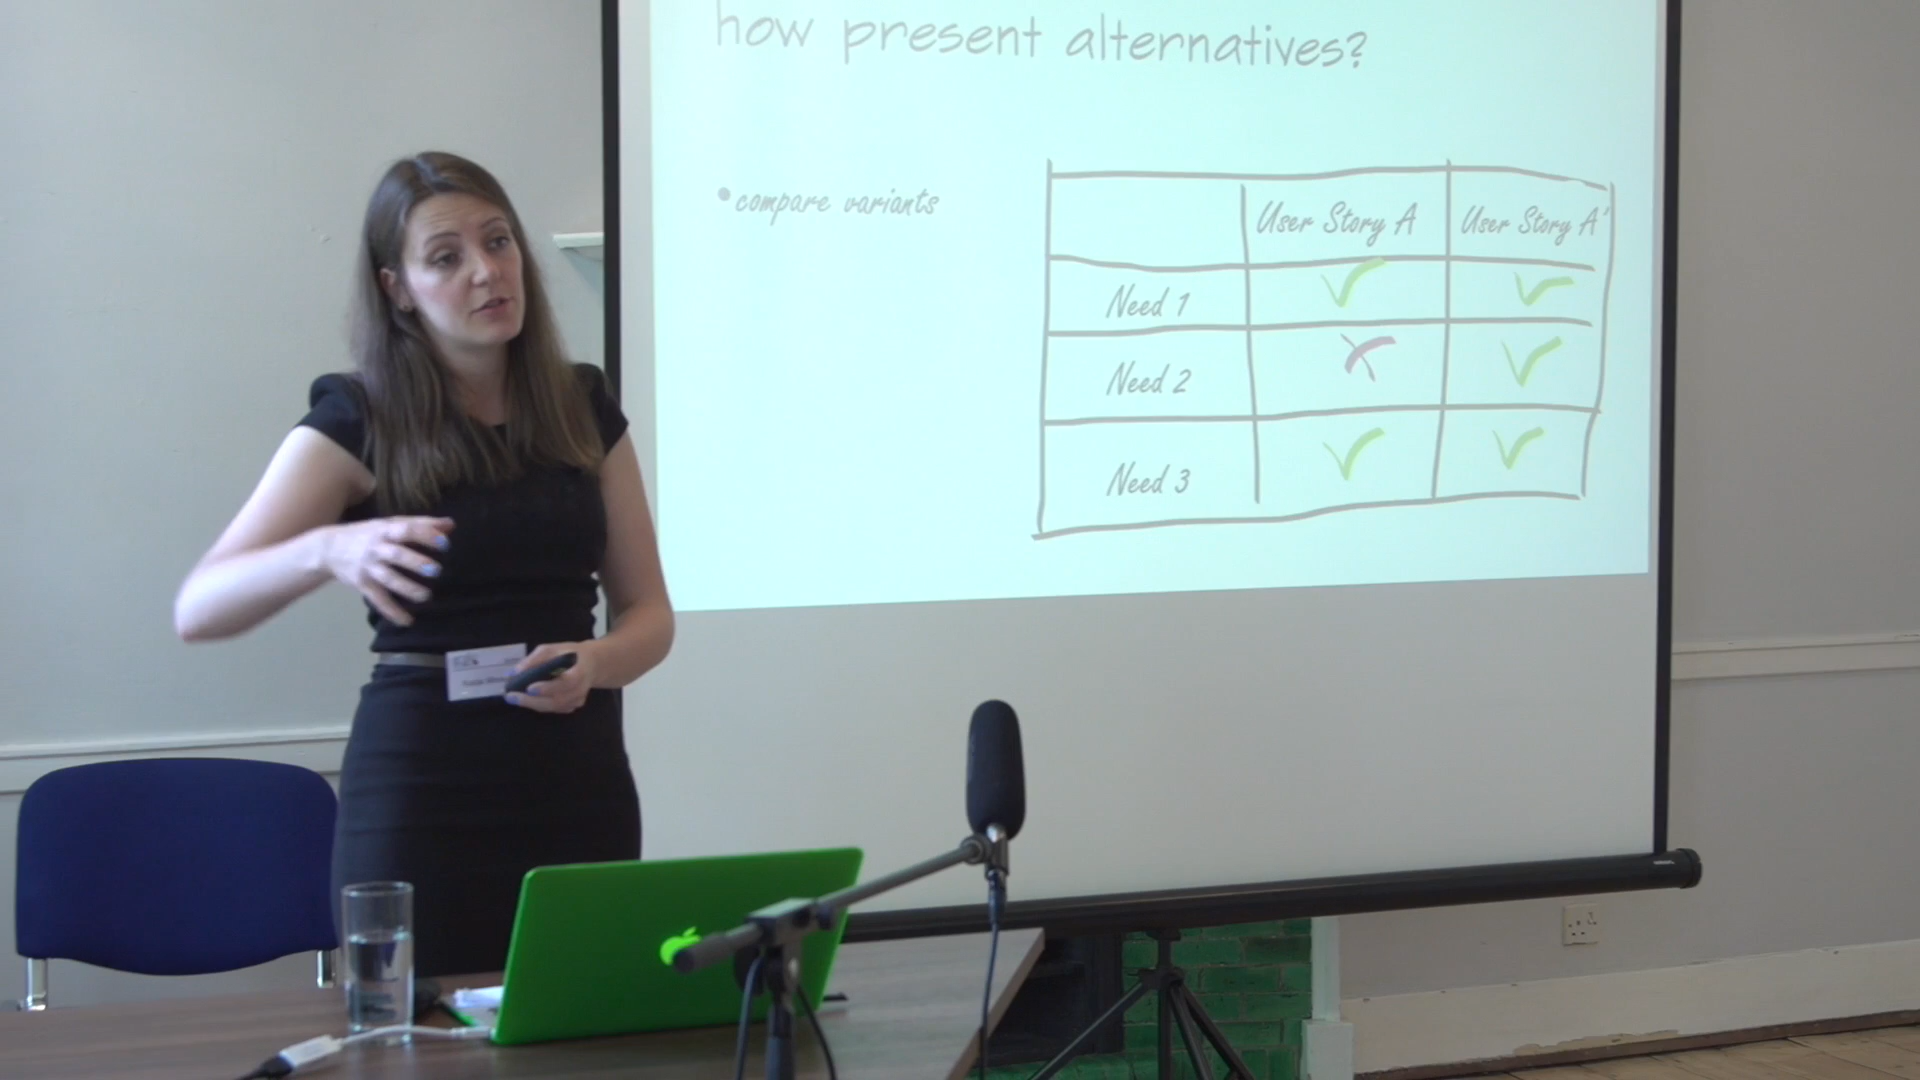 how present alternatives?
•compare variants
User Story A
User Story A'
Need 1
Need 2
Need 3